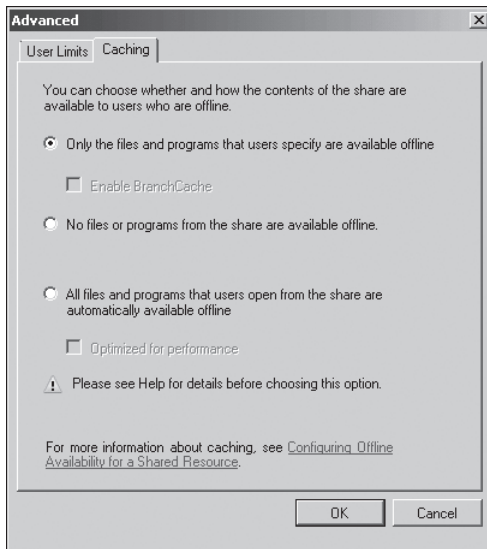 Advanced
User Limits Caching
You can choose whether and how the contents of the share are
available to users who are offline.
Only the files and programs that users specify are available offline
Enable BranchCache
No files or programs from the share are available offline.
All files and programs that users open from the share are
automatically available offline
Optimized for performance
Please see Help for details before choosing this option.
For more information about caching, see Configuring Offline
Availability for a Shared Resource.
OK Cancel